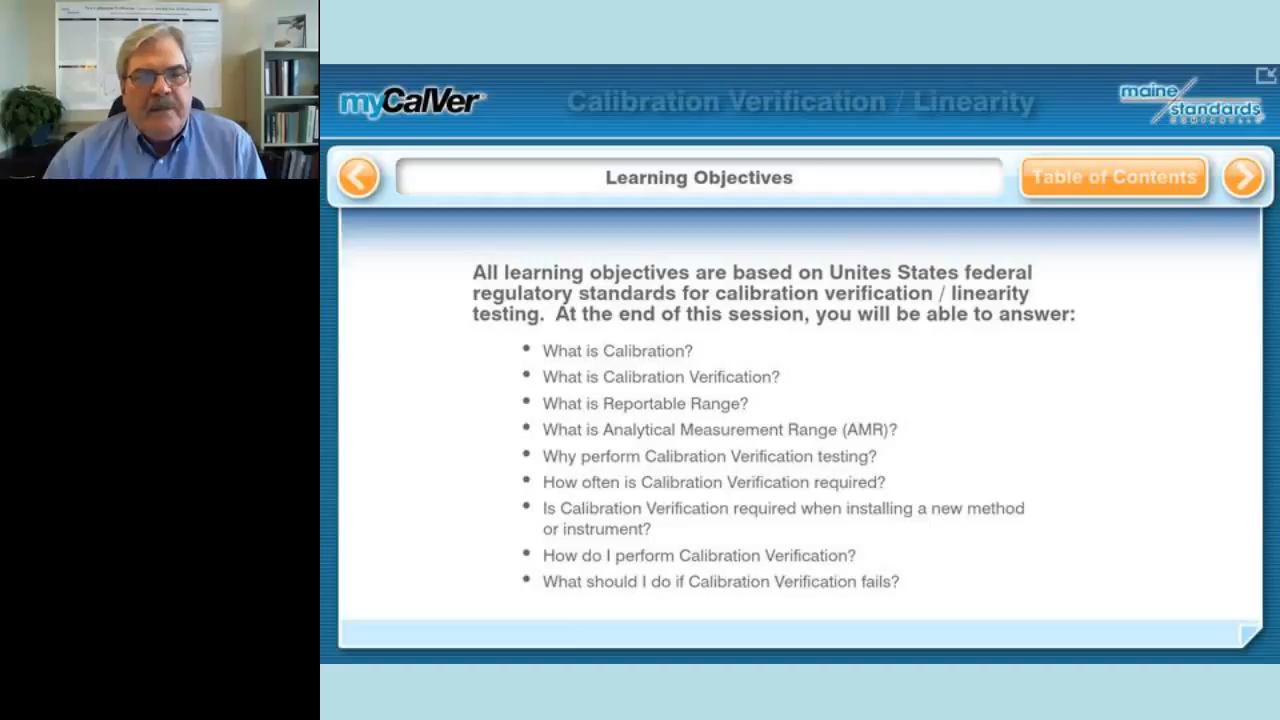 myCalVer
Calibration Verification / Linearity
maine
standards
Learning Objectives
Table of Contents
All learning objectives are based on Unites States federal
regulatory standards for calibration verification / linearity
testing. At the end of this session, you will be able to answer:
• What is Calibration?
• What is Calibration Verification?
• What is Reportable Range?
• What is Analytical Measurement Range (AMR)?
• Why perform Calibration Verification testing?
• How often is Calibration Verification required?
• Is Calibration Verification required when installing a new method
or instrument?
• How do I perform Calibration Verification?
• What should I do if Calibration Verification fails?